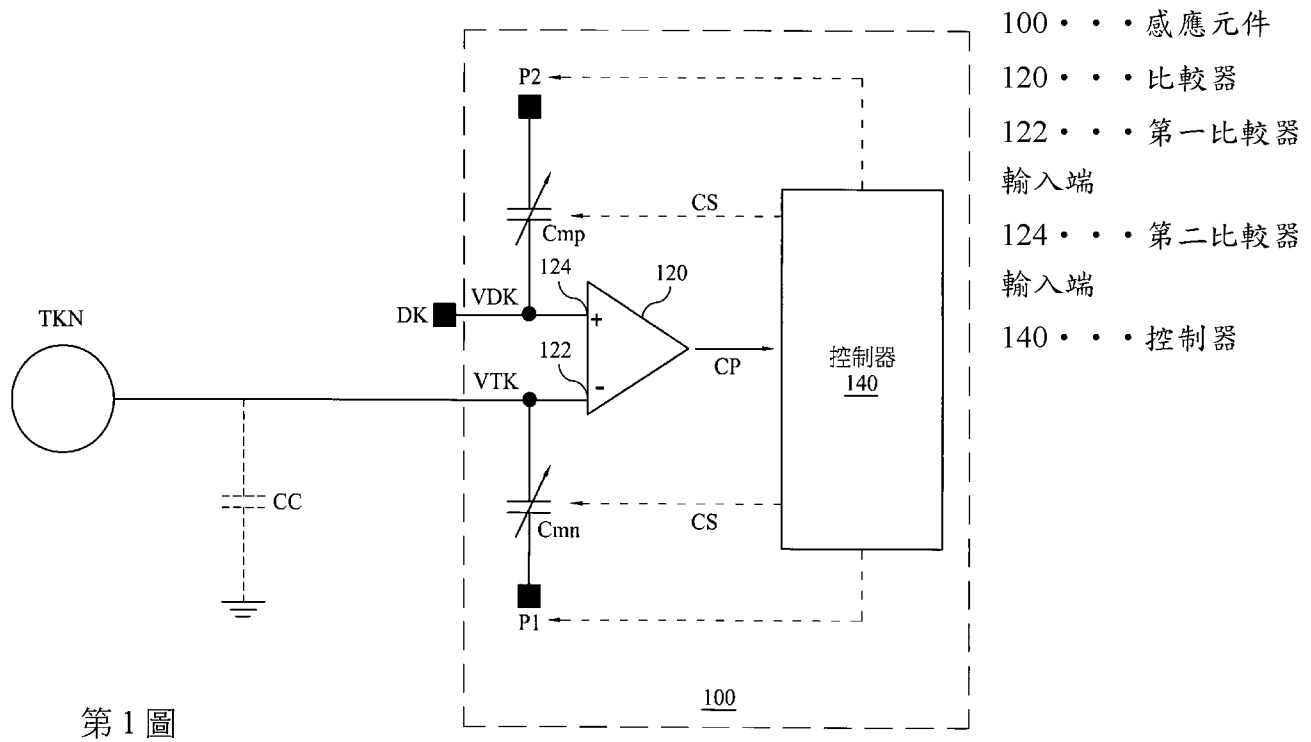 100・・・感應元件
120・・・比較器
122・・・第一比較器
輸入端
124・・・第二比較器
輸入端
140・・・控制器
P2
CS
Cmp
124
120
VDK
DK
+
TKN
122
CP
控制器
140
VTK
-
CC
Cmn
CS
P1
100
第1圖